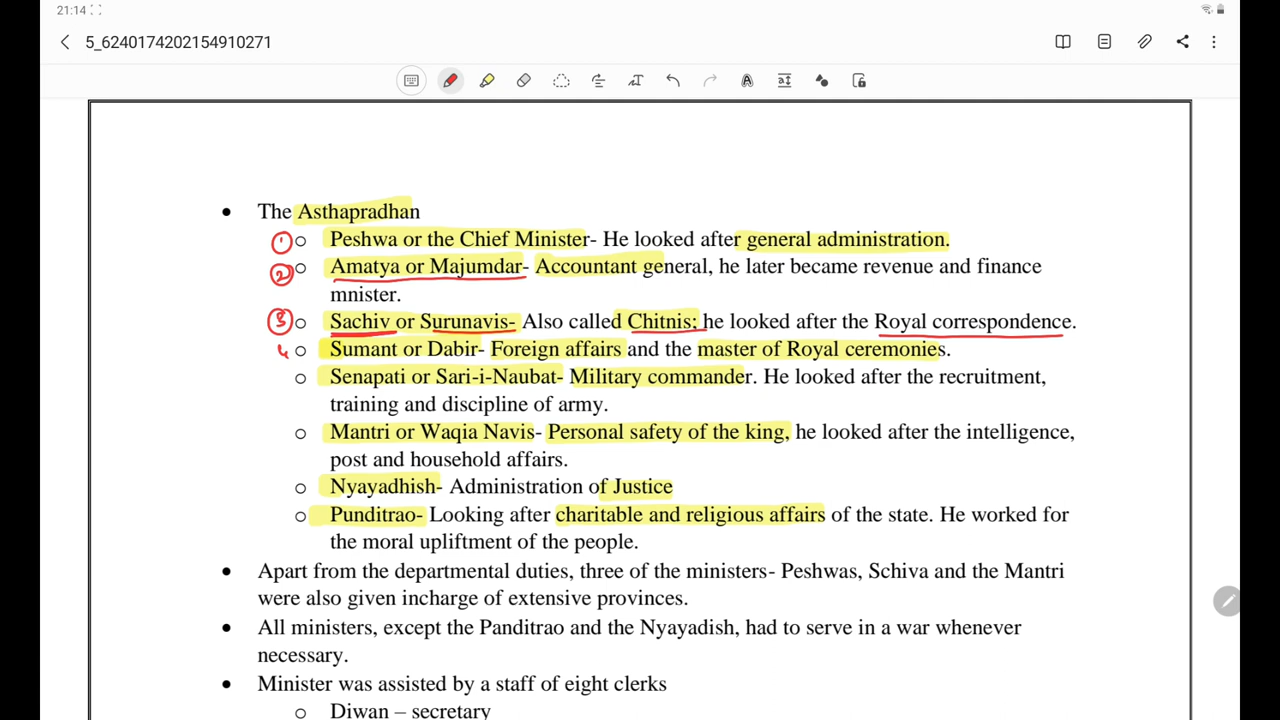 21:14
5_6240174202154910271
• The Asthapradhan
1 o Peshwa or the Chief Minister- He looked after general administration.
2 o Amatya or Majumdar- Accountant general, he later became revenue and finance
mnister.
3 o Sachiv or Surunavis- Also called Chitnis; he looked after the Royal correspondence.
4 o Sumant or Dabir- Foreign affairs and the master of Royal ceremonies.
o Senapati or Sari-i-Naubat- Military commander. He looked after the recruitment,
training and discipline of army.
o Mantri or Waqia Navis- Personal safety of the king, he looked after the intelligence,
post and household affairs.
o Nyayadhish- Administration of Justice
o Punditrao- Looking after charitable and religious affairs of the state. He worked for
the moral upliftment of the people.
• Apart from the departmental duties, three of the ministers- Peshwas, Schiva and the Mantri
were also given incharge of extensive provinces.
• All ministers, except the Panditrao and the Nyayadish, had to serve in a war whenever
necessary.
• Minister was assisted by a staff of eight clerks
o Diwan – secretary